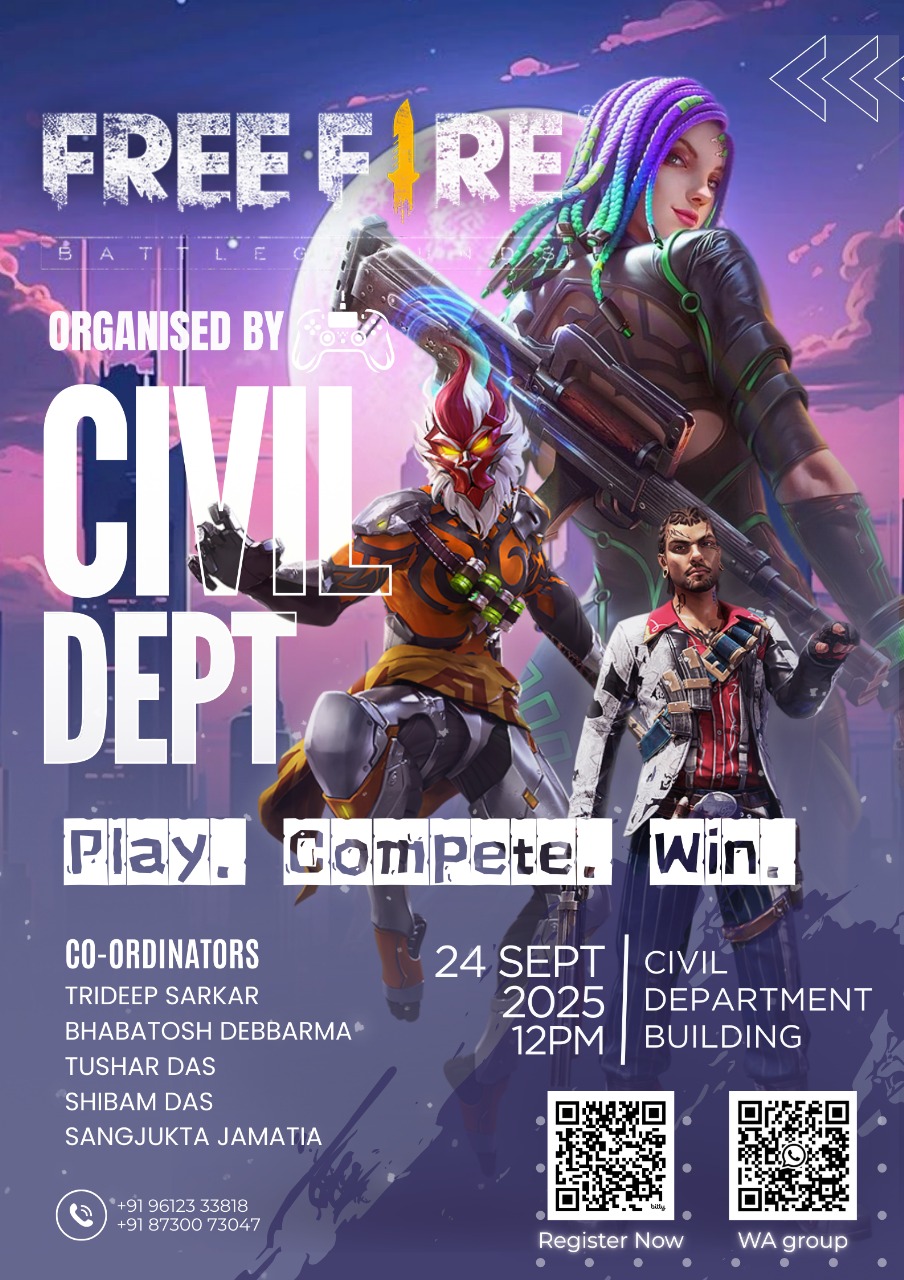 FREE FIRE
BATTLEGROUNDS
ORGANISED BY
CIVIL
DEPT
Play. Compete. Win.
CO-ORDINATORS
TRIDEEP SARKAR
BHABATOSH DEBBARMA
TUSHAR DAS
SHIBAM DAS
SANGJUKTA JAMATIA
+91 96123 33818
+91 87300 73047
24 SEPT
2025
12PM
CIVIL
DEPARTMENT
BUILDING
bitly
Register Now
WA group